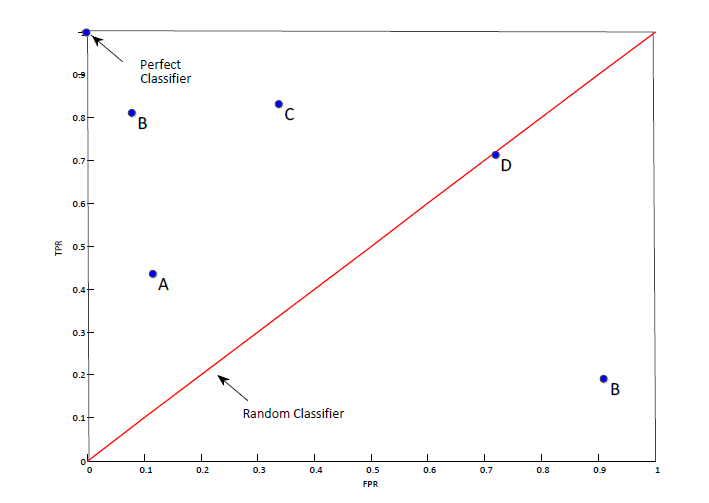 1
Perfect
Classifier
0.9
0.8
B
C
0.7
D
0.6
TPR
0.5
A
0.4
0.3
0.2
B
Random Classifier
0.1
0
0 0.1 0.2 0.3 0.4 0.5 0.6 0.7 0.8 0.9 1
FPR